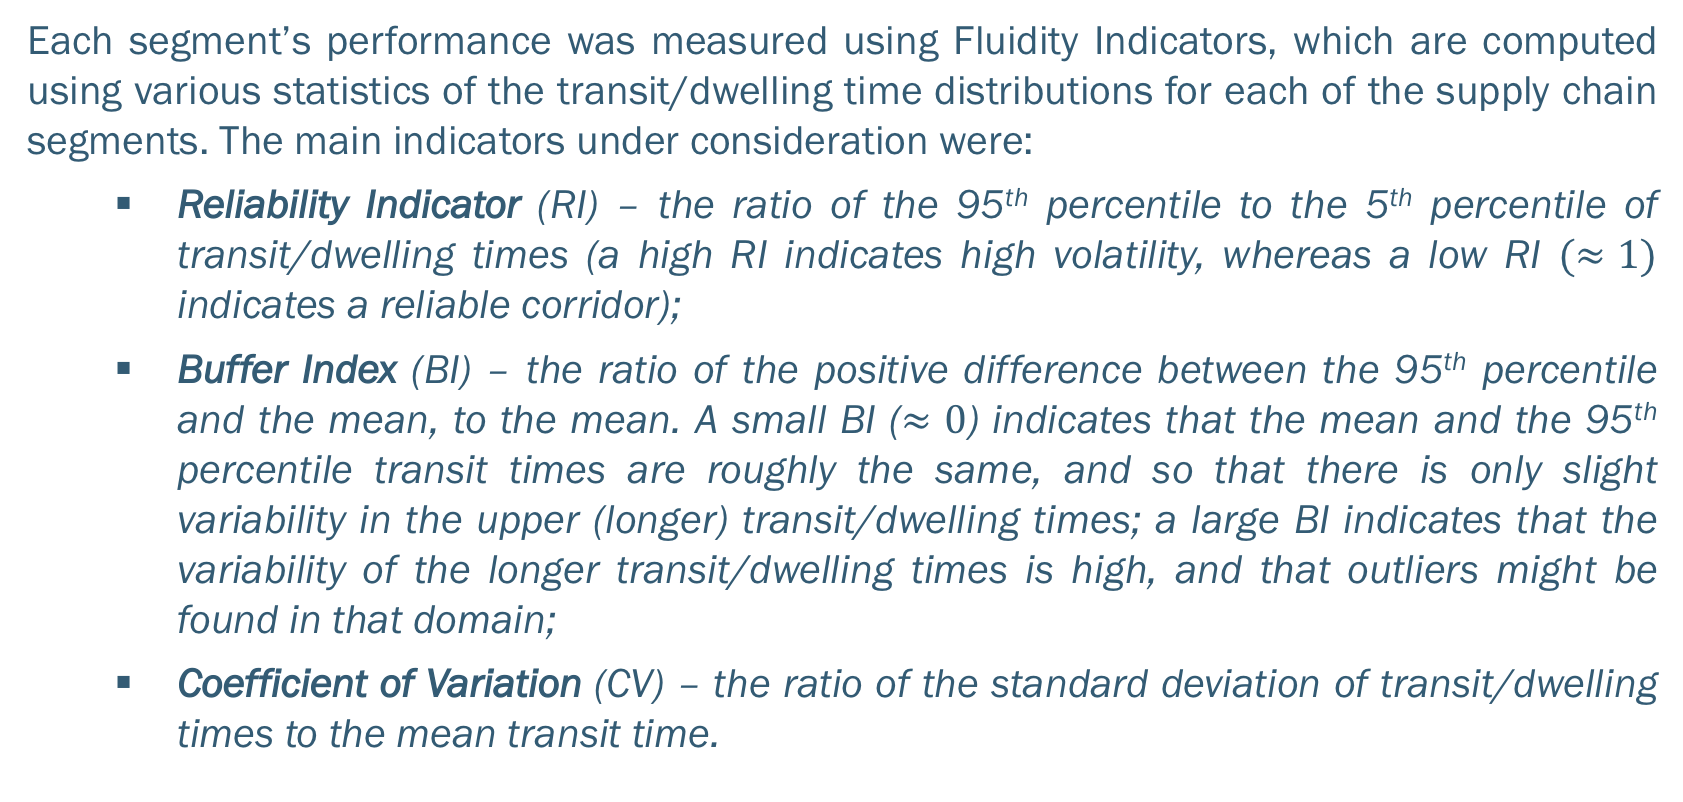 Each segment’s performance was measured using Fluidity Indicators, which are computed
using various statistics of the transit/dwelling time distributions for each of the supply chain
segments. The main indicators under consideration were:
▪ Reliability Indicator (RI) – the ratio of the 95th percentile to the 5th percentile of
transit/dwelling times (a high RI indicates high volatility, whereas a low RI (≈ 1)
indicates a reliable corridor);
▪ Buffer Index (BI) – the ratio of the positive difference between the 95th percentile
and the mean, to the mean. A small BI (≈ 0) indicates that the mean and the 95th
percentile transit times are roughly the same, and so that there is only slight
variability in the upper (longer) transit/dwelling times; a large BI indicates that the
variability of the longer transit/dwelling times is high, and that outliers might be
found in that domain;
▪ Coefficient of Variation (CV) – the ratio of the standard deviation of transit/dwelling
times to the mean transit time.